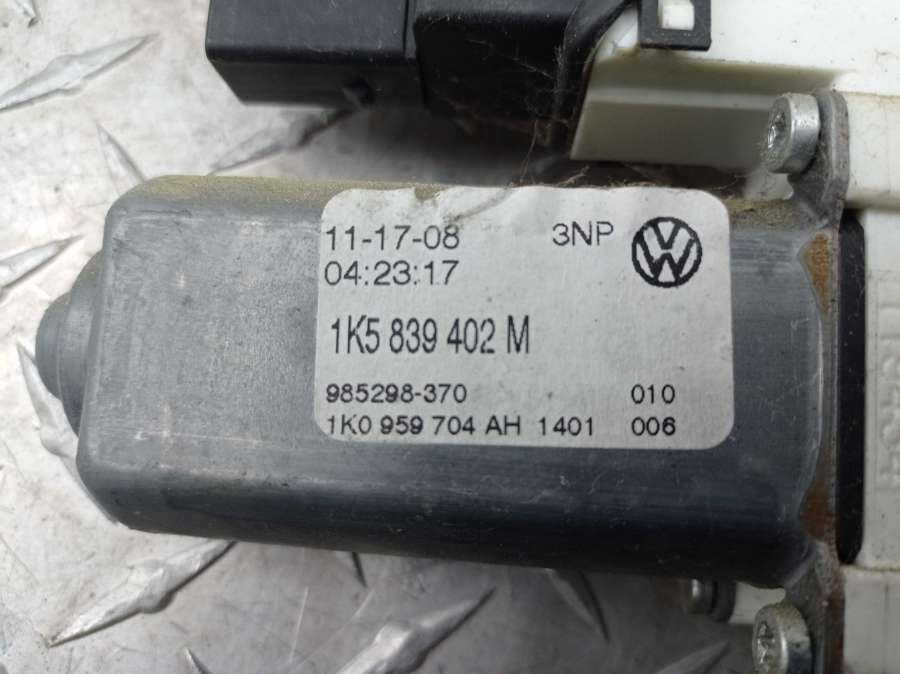 11-17-08 3NP
04:23:17
1K5 839 402 M
985298-370 010
1K0 959 704 AH 1401 006